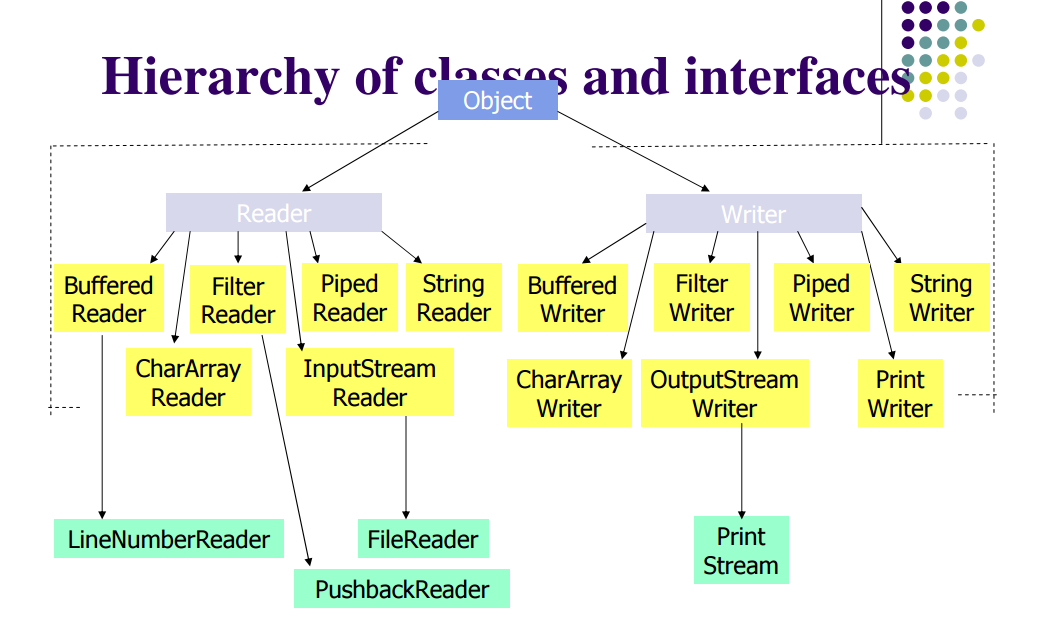 Hierarchy of classes and interfaces
Object
Reader
Writer
Buffered
Reader
Filter
Reader
Piped
Reader
String
Reader
Buffered
Writer
Filter
Writer
Piped
Writer
String
Writer
CharArray
Reader
InputStream
Reader
CharArray
Writer
OutputStream
Writer
Print
Writer
LineNumberReader
FileReader
Print
Stream
PushbackReader